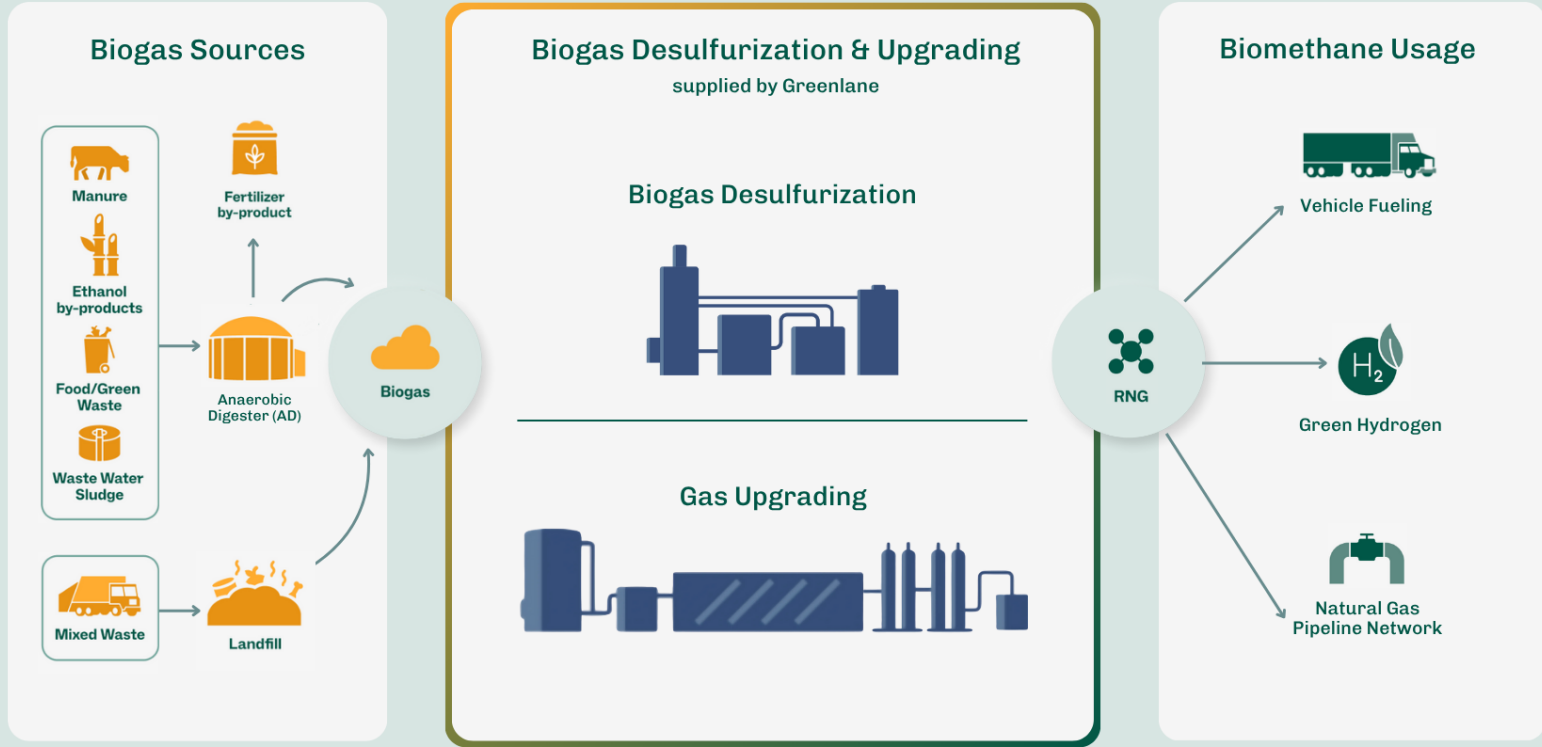 Biogas Sources
Manure
Ethanol
by-products
Food/Green
Waste
Waste Water
Sludge
Mixed Waste
Fertilizer
by-product
Anaerobic
Digester (AD)
Landfill
Biogas
Biogas Desulfurization & Upgrading
supplied by Greenlane
Biogas Desulfurization
Gas Upgrading
RNG
Biomethane Usage
Vehicle Fueling
H2
Green Hydrogen
Natural Gas
Pipeline Network